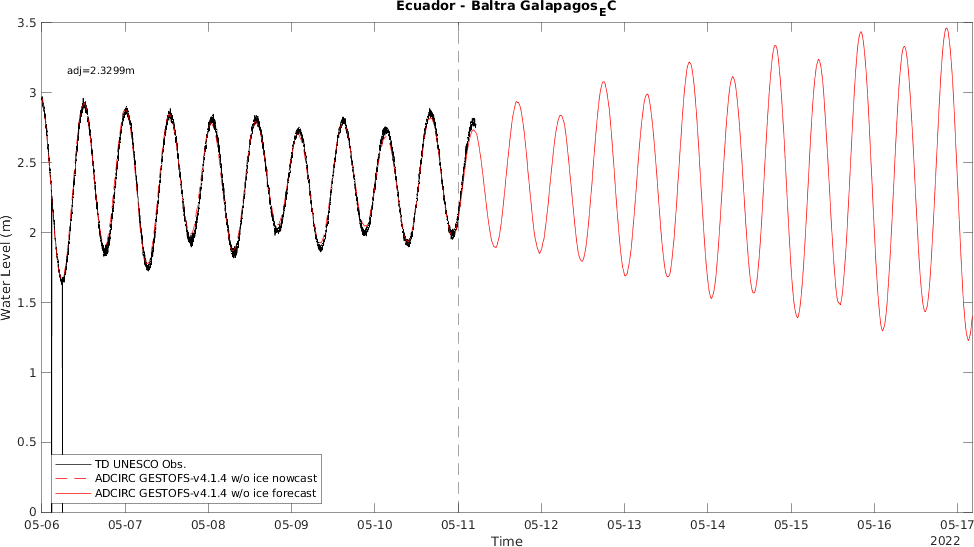 Ecuador - Baltra Galapagos_EC
3.5
adj=2.3299m
3
2.5
2
Water Level (m)
1.5
1
0.5
TD UNESCO Obs.
ADCIRC GESTOFS-v4.1.4 w/o ice nowcast
ADCIRC GESTOFS-v4.1.4 w/o ice forecast
0
05-06 05-07 05-08 05-09 05-10 05-11 05-12 05-13 05-14 05-15 05-16 05-17
Time
2022